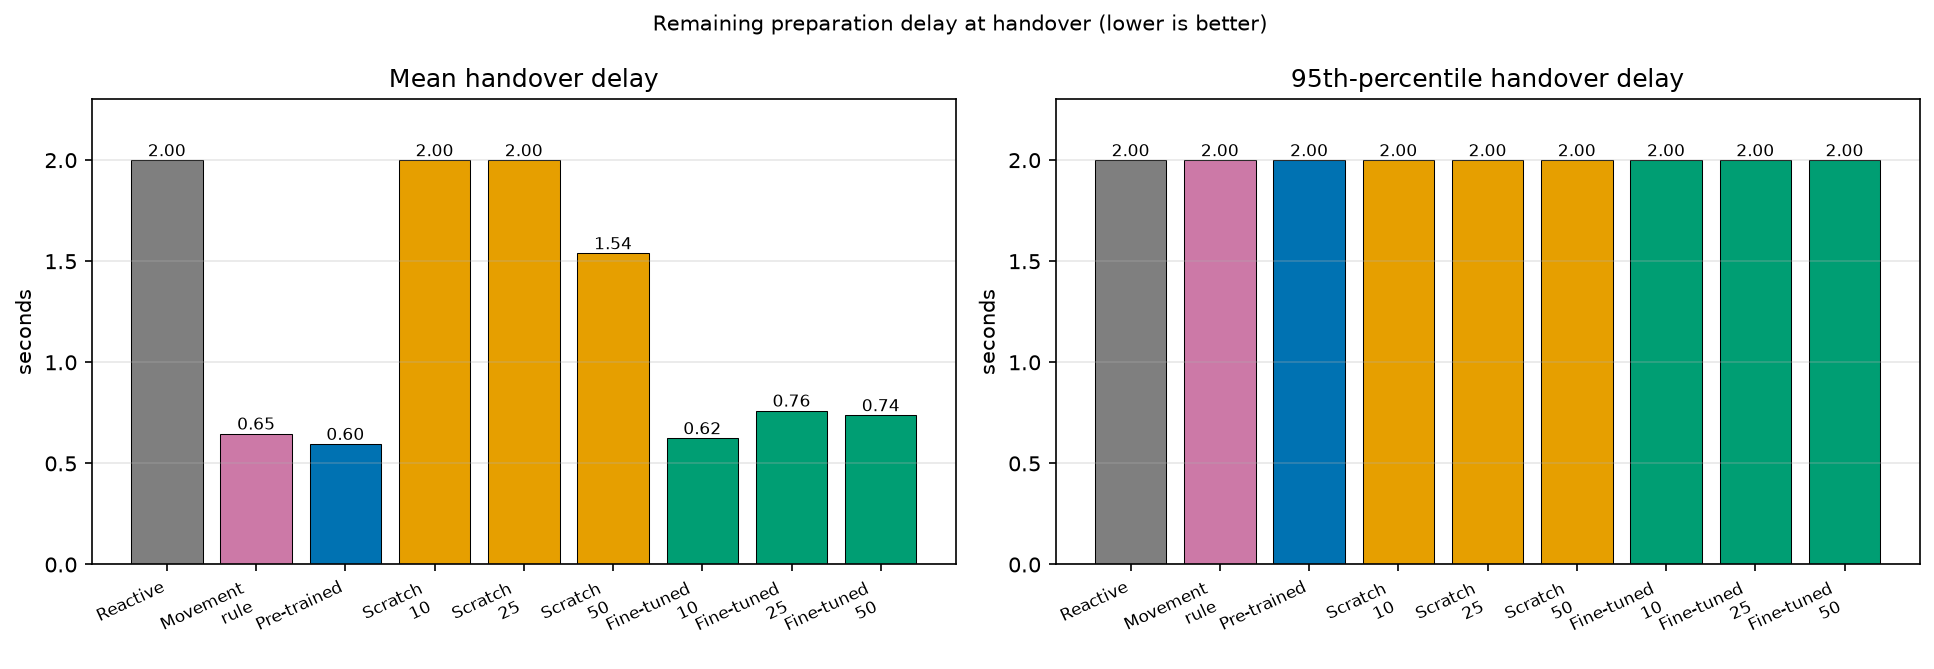 Remaining preparation delay at handover (lower is better)
Mean handover delay
seconds
2.0
1.5
1.0
0.5
0.0
2.00
0.65
0.60
2.00
2.00
1.54
0.62
0.76
0.74
Reactive
Movement
rule
Pre-trained
Scratch
10
Scratch
25
Scratch
50
Fine-tuned
10
Fine-tuned
25
Fine-tuned
50
95th-percentile handover delay
seconds
2.0
1.5
1.0
0.5
0.0
2.00
2.00
2.00
2.00
2.00
2.00
2.00
2.00
2.00
Reactive
Movement
rule
Pre-trained
Scratch
10
Scratch
25
Scratch
50
Fine-tuned
10
Fine-tuned
25
Fine-tuned
50